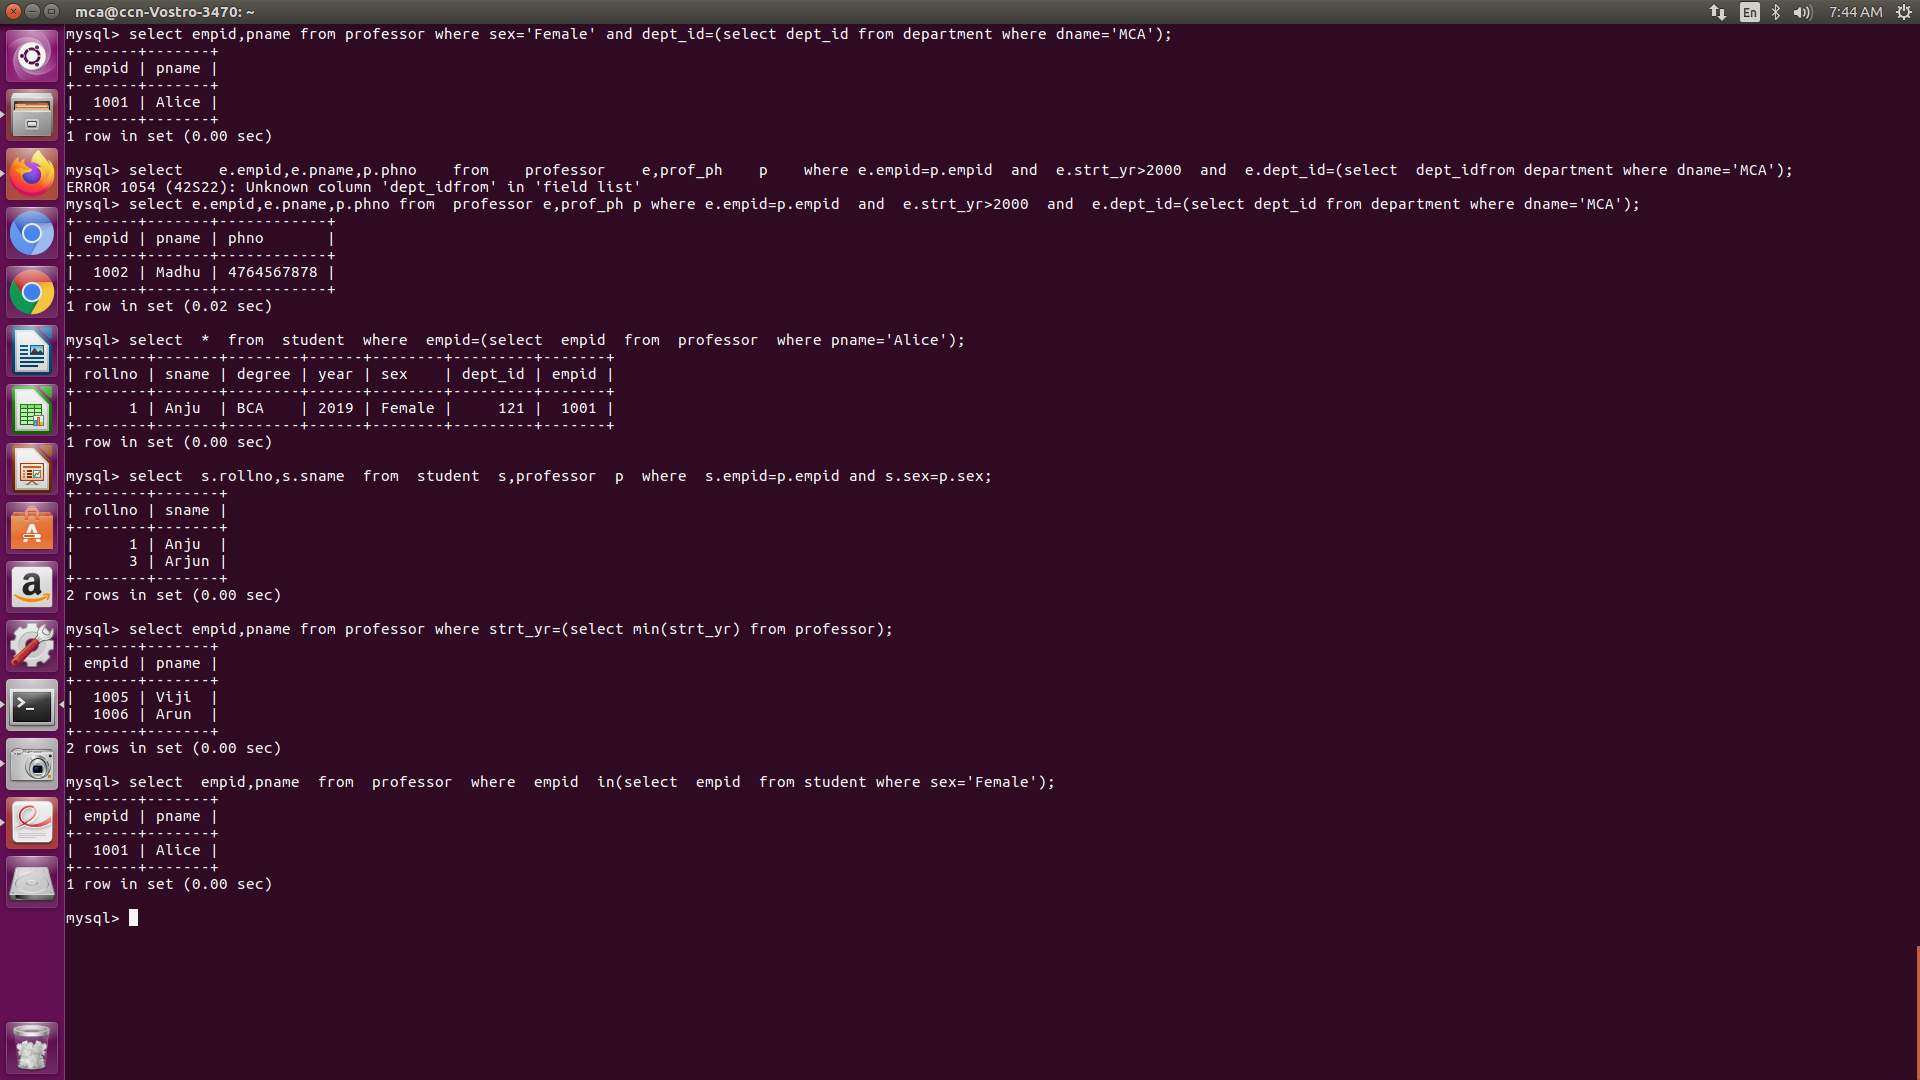 mca@ccn-Vostro-3470: ~
En
7:44 AM
mysql> select empid,pname from professor where sex='Female' and dept_id=(select dept_id from department where dname='MCA');
+-------+-------+
| empid | pname |
+-------+-------+
|  1001 | Alice |
+-------+-------+
1 row in set (0.00 sec)

mysql> select    e.empid,e.pname,p.phno    from    professor    e,prof_ph    p    where e.empid=p.empid  and  e.strt_yr>2000  and  e.dept_id=(select  dept_idfrom department where dname='MCA');
ERROR 1054 (42S22): Unknown column 'dept_idfrom' in 'field list'
mysql> select e.empid,e.pname,p.phno from  professor e,prof_ph p where e.empid=p.empid  and  e.strt_yr>2000  and  e.dept_id=(select dept_id from department where dname='MCA');
+-------+-------+------------+
| empid | pname | phno       |
+-------+-------+------------+
|  1002 | Madhu | 4764567878 |
+-------+-------+------------+
1 row in set (0.02 sec)

mysql> select  *  from  student  where  empid=(select  empid  from  professor  where pname='Alice');
+--------+-------+--------+------+--------+---------+-------+
| rollno | sname | degree | year | sex    | dept_id | empid |
+--------+-------+--------+------+--------+---------+-------+
|      1 | Anju  | BCA    | 2019 | Female |     121 |  1001 |
+--------+-------+--------+------+--------+---------+-------+
1 row in set (0.00 sec)

mysql> select  s.rollno,s.sname  from  student  s,professor  p  where  s.empid=p.empid and s.sex=p.sex;
+--------+-------+
| rollno | sname |
+--------+-------+
|      1 | Anju  |
|      3 | Arjun |
+--------+-------+
2 rows in set (0.00 sec)

mysql> select empid,pname from professor where strt_yr=(select min(strt_yr) from professor);
+-------+-------+
| empid | pname |
+-------+-------+
|  1005 | Viji  |
|  1006 | Arun  |
+-------+-------+
2 rows in set (0.00 sec)

mysql> select  empid,pname  from  professor  where  empid  in(select  empid  from student where sex='Female');
+-------+-------+
| empid | pname |
+-------+-------+
|  1001 | Alice |
+-------+-------+
1 row in set (0.00 sec)

mysql>